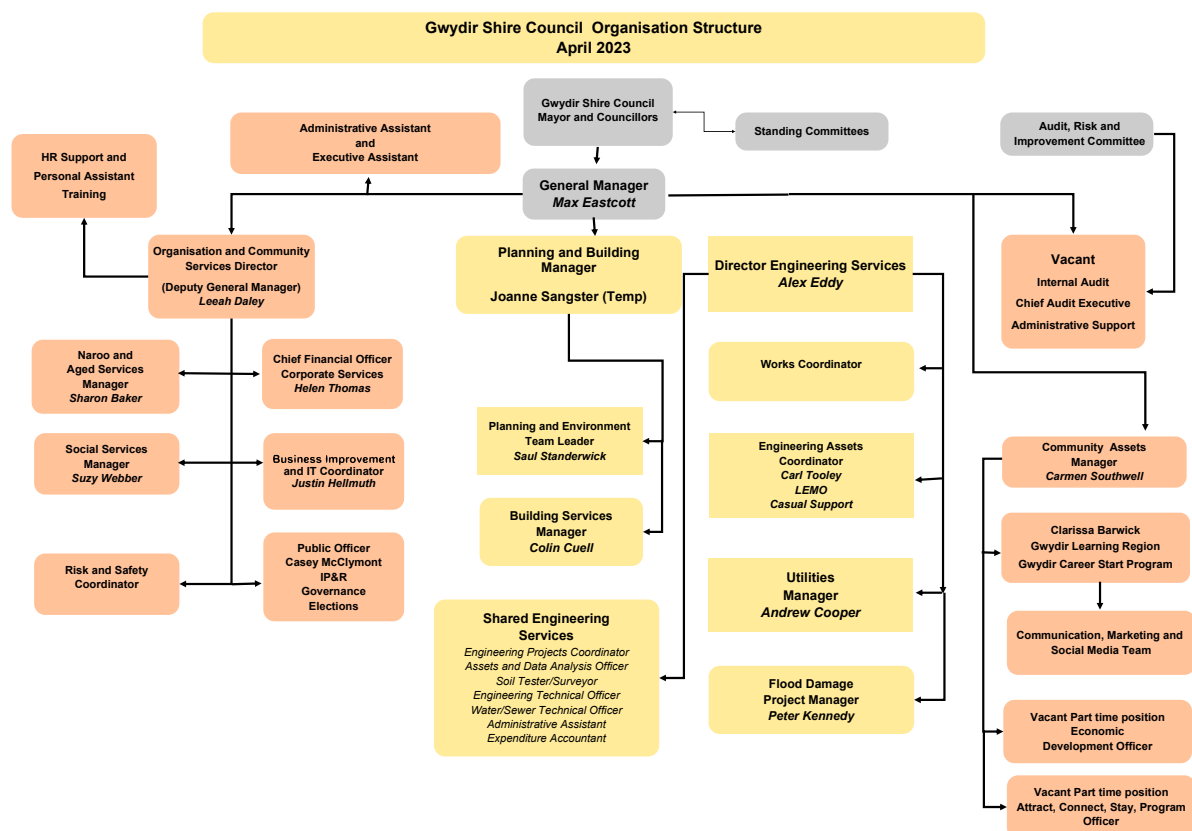 Gwydir Shire Council Organisation Structure
April 2023
Gwydir Shire Council
Mayor and Councillors
Standing Committees
Audit, Risk and
Improvement Committee
Administrative Assistant
and
Executive Assistant
HR Support and
Personal Assistant
Training
General Manager
Max Eastcott
Organisation and Community
Services Director
(Deputy General Manager)
Leeah Daley
Planning and Building
Manager
Joanne Sangster (Temp)
Director Engineering Services
Alex Eddy
Vacant
Internal Audit
Chief Audit Executive
Administrative Support
Naroo and
Aged Services
Manager
Sharon Baker
Chief Financial Officer
Corporate Services
Helen Thomas
Social Services
Manager
Suzy Webber
Business Improvement
and IT Coordinator
Justin Hellmuth
Risk and Safety
Coordinator
Public Officer
Casey McClymont
IP&R
Governance
Elections
Planning and Environment
Team Leader
Saul Standerwick
Building Services
Manager
Colin Cuell
Shared Engineering
Services
Engineering Projects Coordinator
Assets and Data Analysis Officer
Soil Tester/Surveyor
Engineering Technical Officer
Water/Sewer Technical Officer
Administrative Assistant
Expenditure Accountant
Works Coordinator
Engineering Assets
Coordinator
Carl Tooley
LEMO
Casual Support
Utilities
Manager
Andrew Cooper
Flood Damage
Project Manager
Peter Kennedy
Community Assets
Manager
Carmen Southwell
Clarissa Barwick
Gwydir Learning Region
Gwydir Career Start Program
Communication, Marketing and
Social Media Team
Vacant Part time position
Economic
Development Officer
Vacant Part time position
Attract, Connect, Stay, Program
Officer